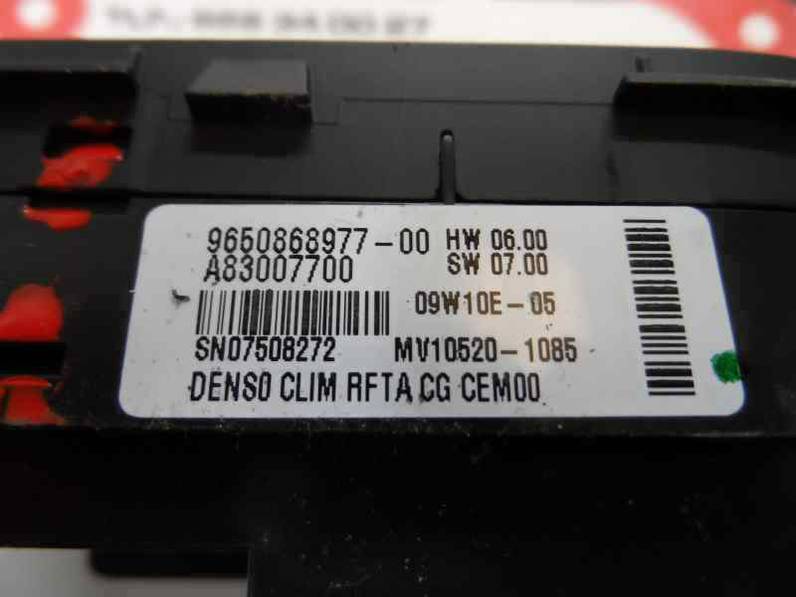 9650868977-00 HW 06.00
A83007700 SW 07.00
09W10E-05
SN07508272 MV10520-1085
DENSO CLIM RFTA CG CEM00